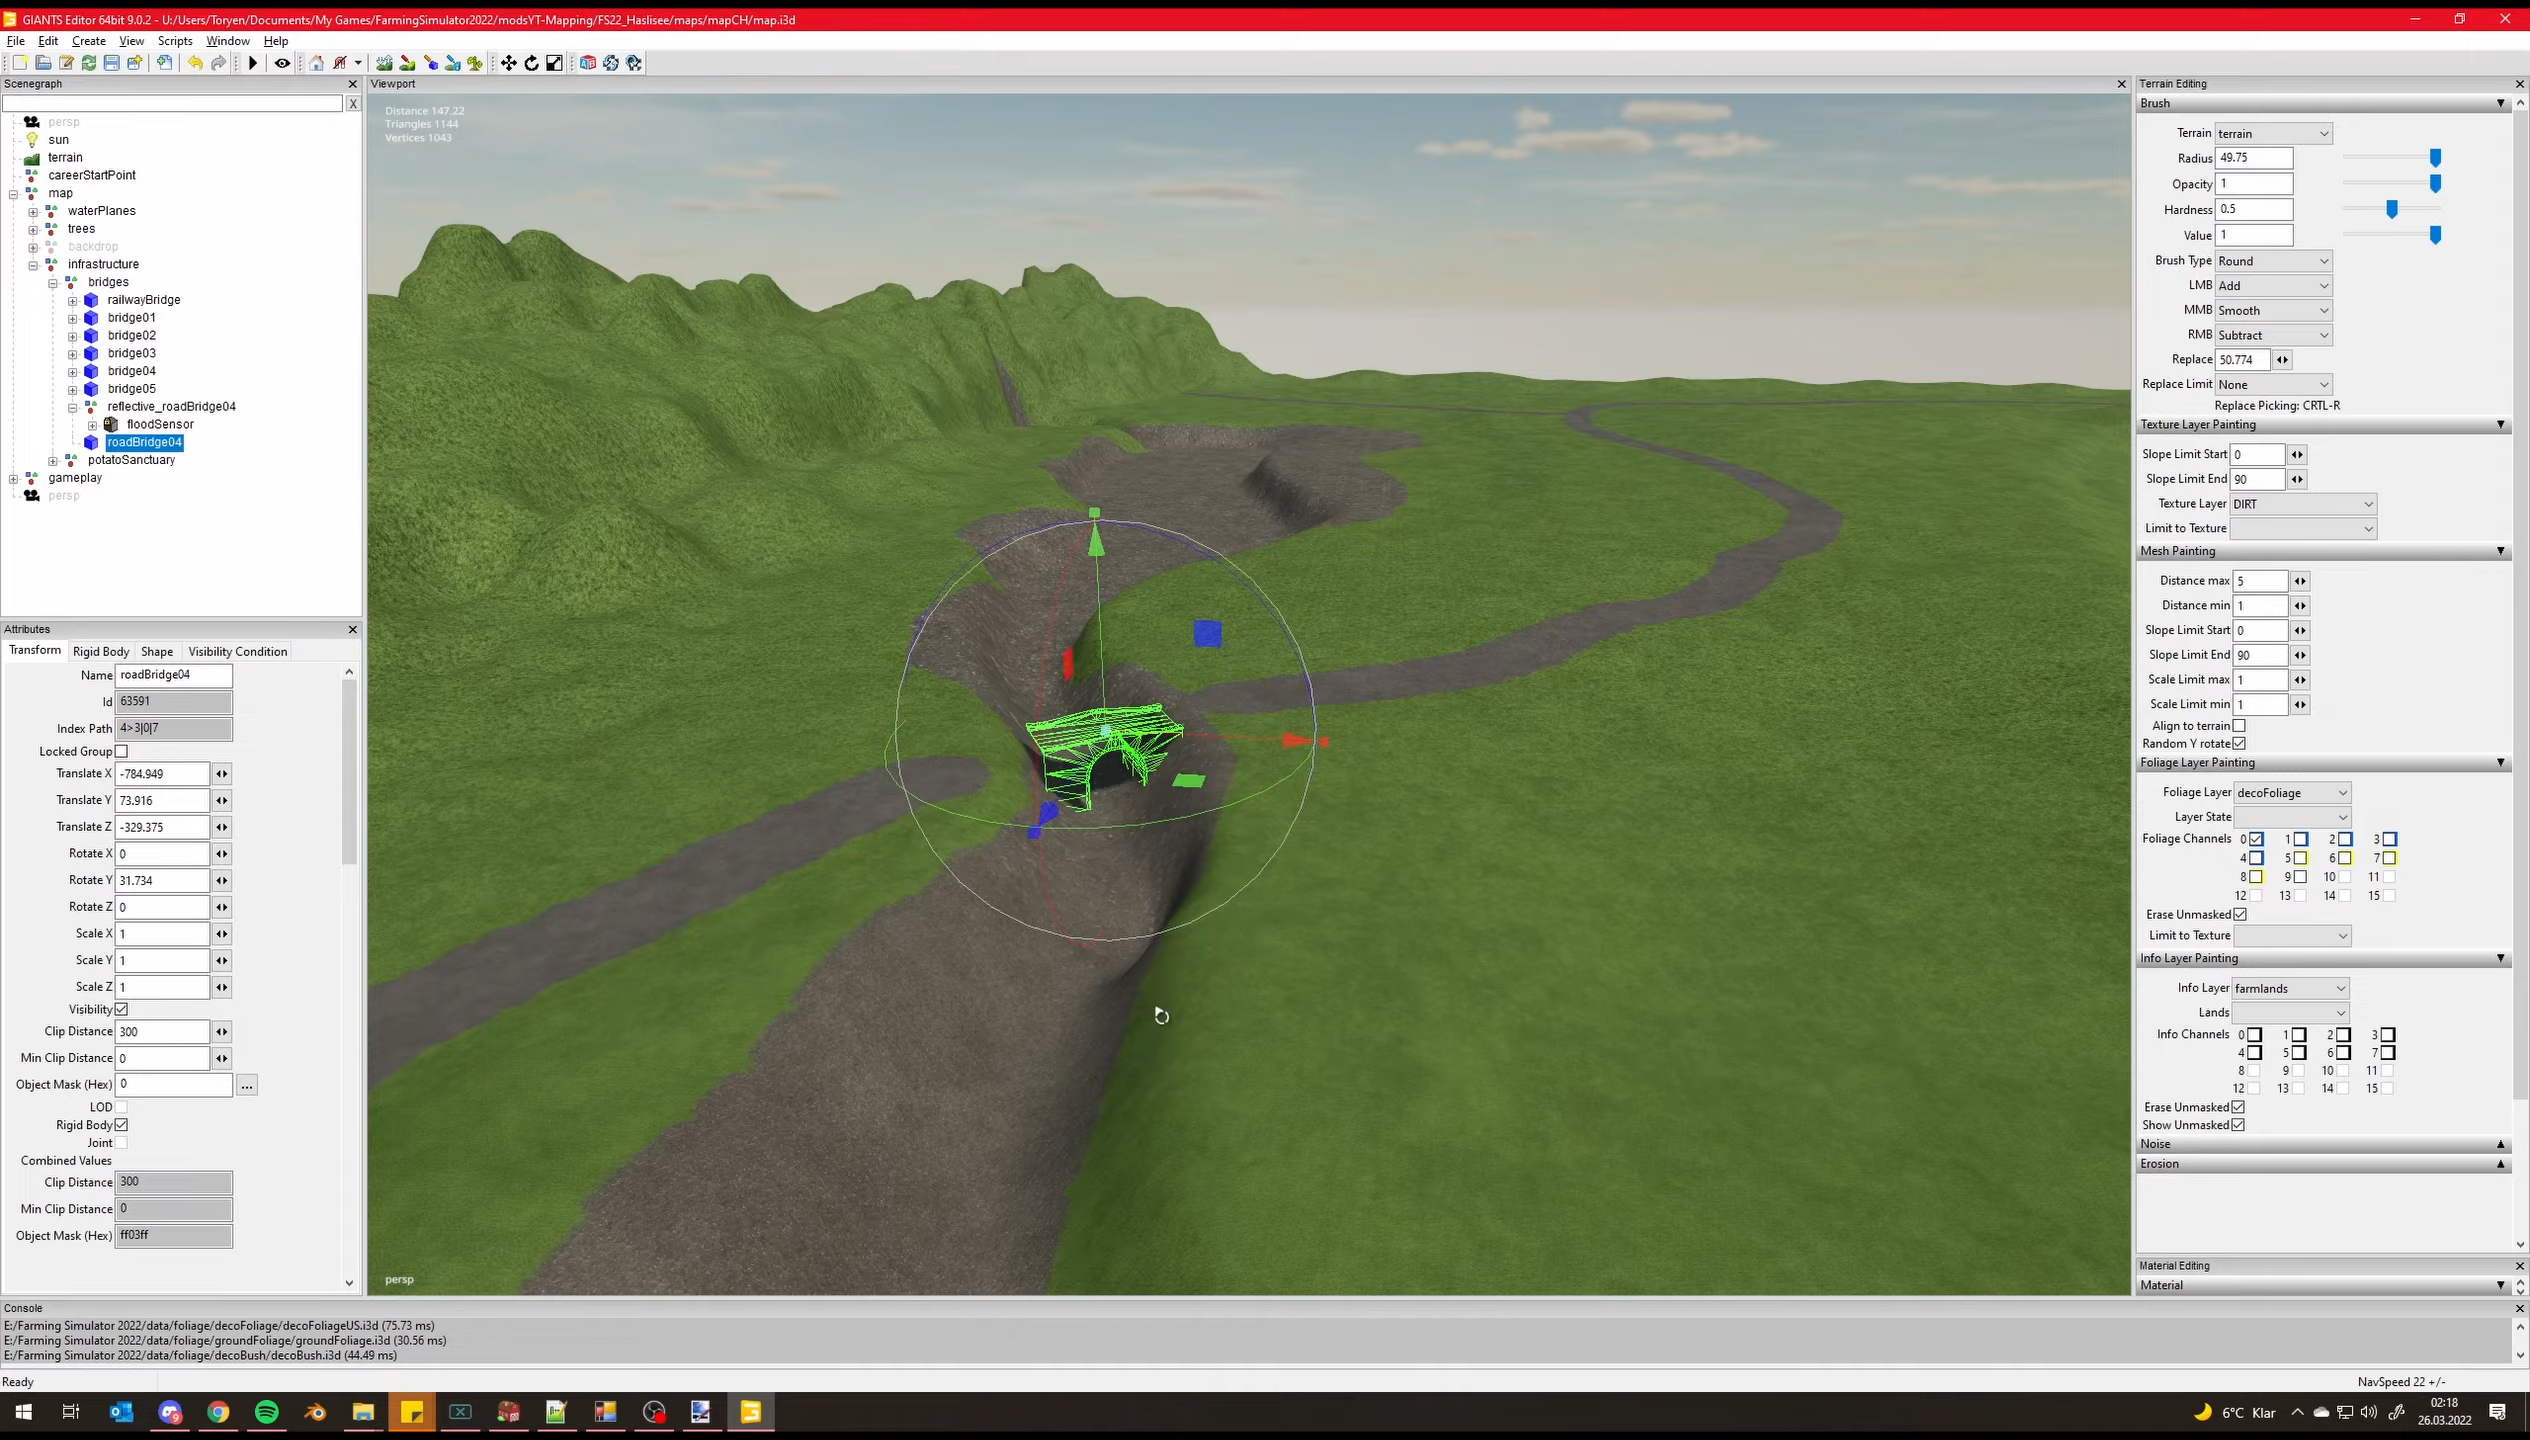 GIANTS Editor 64bit 9.0.2 - U:/Users/Toryen/Documents/My Games/FarmingSimulator2022/modsYT-Mapping/FS22_Haslisee/maps/mapCH/map.i3d
File Edit Create View Scripts Window Help
Scenegraph
X
persp
sun
terrain
careerStartPoint
map
waterPlanes
trees
backdrop
infrastructure
bridges
railwayBridge
bridge01
bridge02
bridge03
bridge04
bridge05
reflective_roadBridge04
floodSensor
roadBridge04
potatoSanctuary
gameplay
persp
Attributes
Transform Rigid Body Shape Visibility Condition
Name roadBridge04
Id 63591
Index Path 4>3|0|7
Locked Group
Translate X -784.949
Translate Y 73.916
Translate Z -329.375
Rotate X 0
Rotate Y 31.734
Rotate Z 0
Scale X 1
Scale Y 1
Scale Z 1
Visibility
Clip Distance 300
Min Clip Distance 0
Object Mask (Hex) 0 ...
LOD
Rigid Body
Joint
Combined Values
Clip Distance 300
Min Clip Distance 0
Object Mask (Hex) ff03ff
Viewport
Distance 147.22
Triangles 1144
Vertices 1043
persp
Terrain Editing
Brush
Terrain terrain
Radius 49.75
Opacity 1
Hardness 0.5
Value 1
Brush Type Round
LMB Add
MMB Smooth
RMB Subtract
Replace 50.774
Replace Limit None
Replace Picking: CRTL-R
Texture Layer Painting
Slope Limit Start 0
Slope Limit End 90
Texture Layer DIRT
Limit to Texture
Mesh Painting
Distance max 5
Distance min 1
Slope Limit Start 0
Slope Limit End 90
Scale Limit max 1
Scale Limit min 1
Align to terrain
Random Y rotate
Foliage Layer Painting
Foliage Layer decoFoliage
Layer State
Foliage Channels 0 1 2 3
4 5 6 7
8 9 10 11
12 13 14 15
Erase Unmasked
Limit to Texture
Info Layer Painting
Info Layer farmlands
Lands
Info Channels 0 1 2 3
4 5 6 7
8 9 10 11
12 13 14 15
Erase Unmasked
Show Unmasked
Noise
Erosion
Material Editing
Material
Console
E:/Farming Simulator 2022/data/foliage/decoFoliage/decoFoliageUS.i3d (75.73 ms)
E:/Farming Simulator 2022/data/foliage/groundFoliage/groundFoliage.i3d (30.56 ms)
E:/Farming Simulator 2022/data/foliage/decoBush/decoBush.i3d (44.49 ms)
Ready
NavSpeed 22 +/-
6°C Klar
02:18
26.03.2022